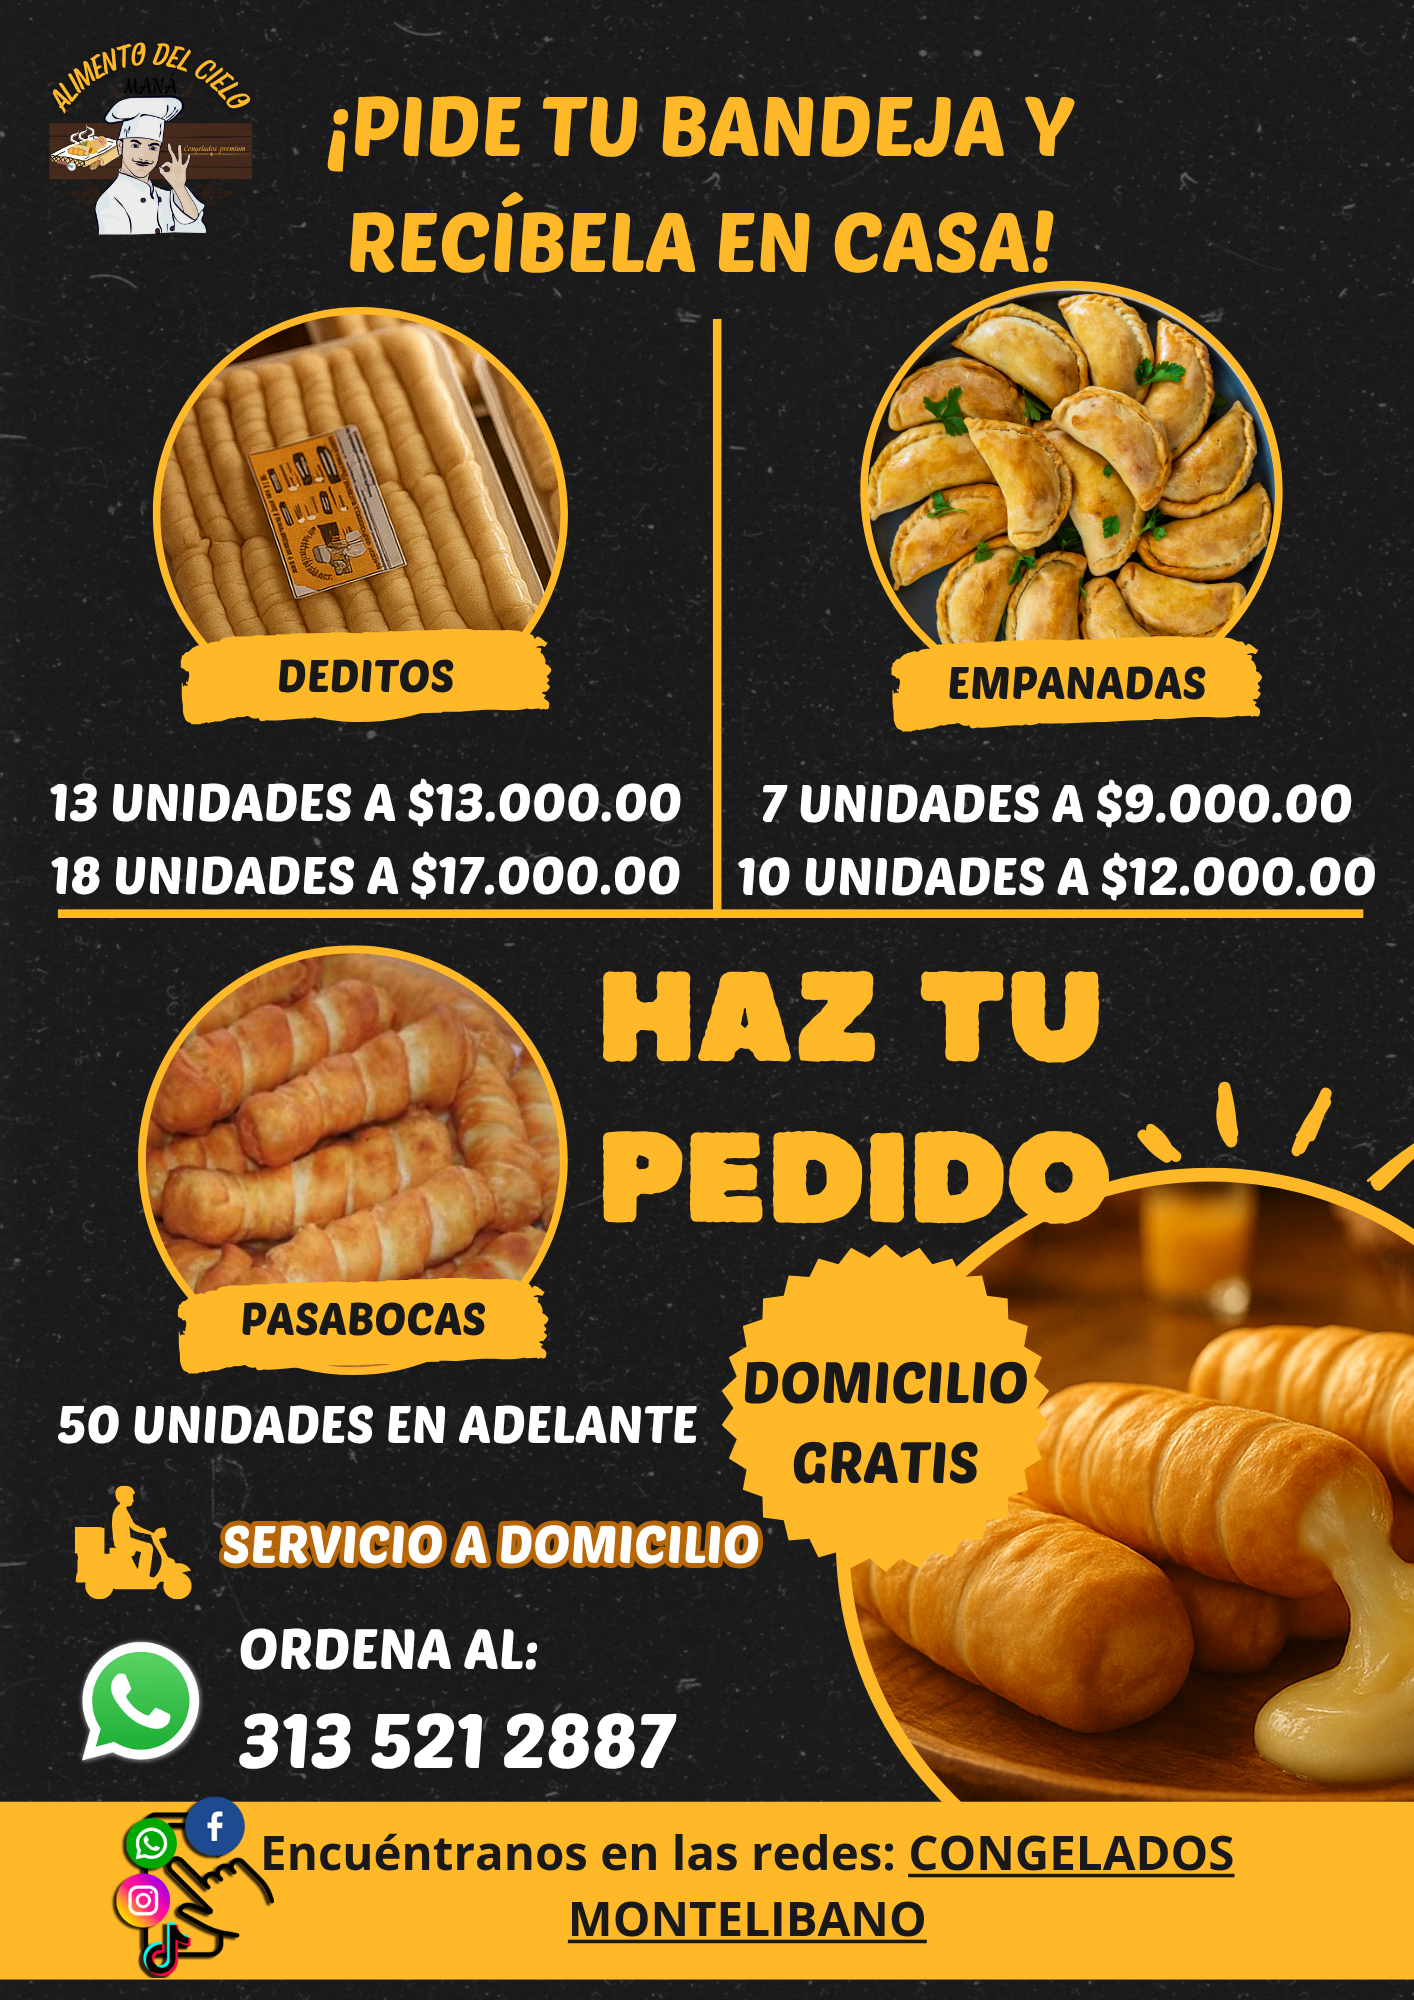 ALIMENTO DEL CIELO
MANÁ
Congelados premium
¡PIDE TU BANDEJA Y
RECÍBELA EN CASA!
DEDITOS
13 UNIDADES A $13.000.00
18 UNIDADES A $17.000.00
EMPANADAS
7 UNIDADES A $9.000.00
10 UNIDADES A $12.000.00
HAZ TU
PEDIDO
PASABOCAS
50 UNIDADES EN ADELANTE
DOMICILIO
GRATIS
SERVICIO A DOMICILIO
ORDENA AL:
313 521 2887
Encuéntranos en las redes: CONGELADOS
MONTELIBANO